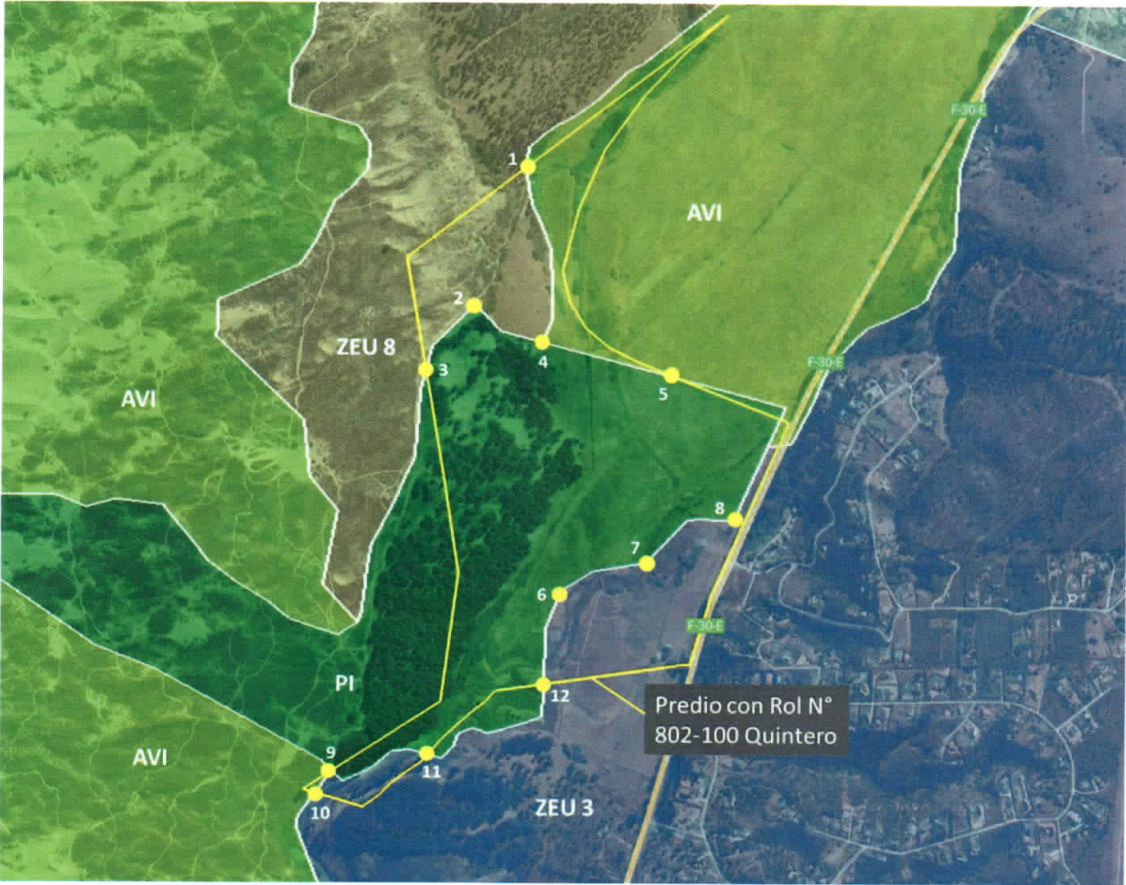 F-30-E
1
AVI
2
ZEU 8
4
3
F-30-E
5
AVI
8
7
6
F-30-E
PI
12
Predio con Rol N°
802-100 Quintero
AVI
9
11
10
ZEU 3